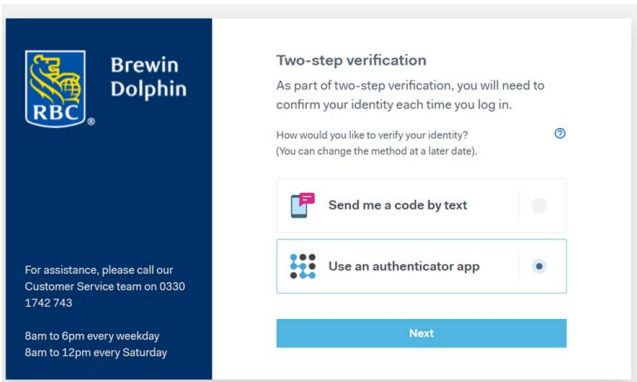 RBC
®
Brewin
Dolphin
For assistance, please call our
Customer Service team on 0330
1742 743
8am to 6pm every weekday
8am to 12pm every Saturday
Two-step verification
As part of two-step verification, you will need to
confirm your identity each time you log in.
How would you like to verify your identity?
(You can change the method at a later date).
?
Send me a code by text
Use an authenticator app
Next